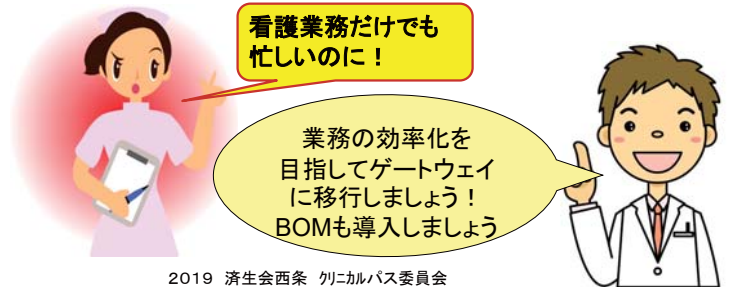 看護業務だけでも
忙しいのに！
業務の効率化を
目指してゲートウェイ
に移行しましょう！
BOMも導入しましょう
２０１９ 済生会西条 クリニカルパス委員会